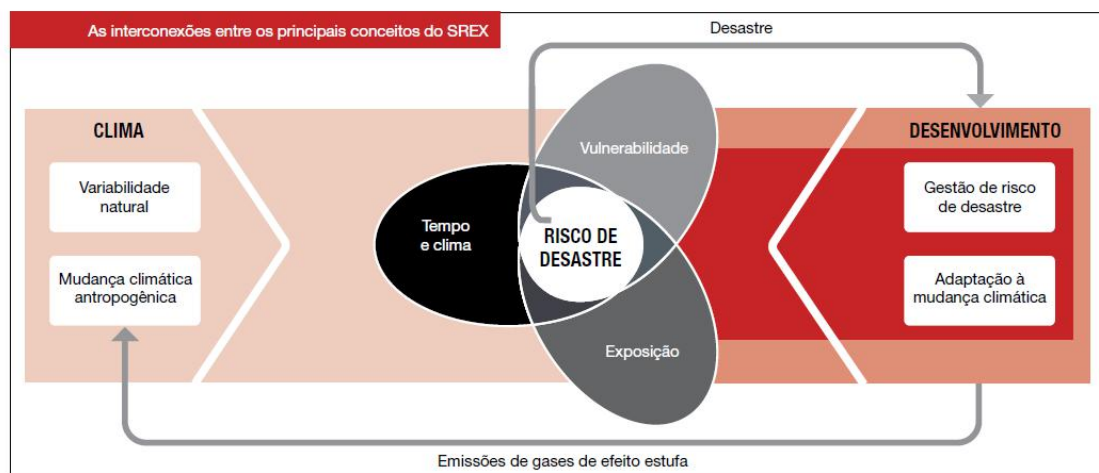 As interconexões entre os principais conceitos do SREX
Desastre
CLIMA
Variabilidade
natural
Mudança climática
antropogênica
Tempo
e clima
Vulnerabilidade
RISCO DE
DESASTRE
Exposição
DESENVOLVIMENTO
Gestão de risco
de desastre
Adaptação à
mudança climática
Emissões de gases de efeito estufa